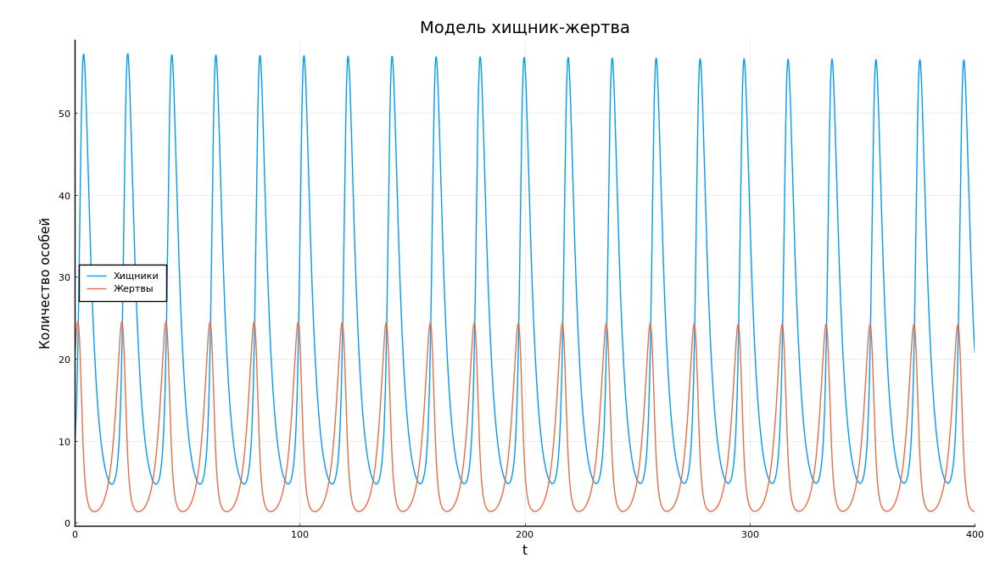 Модель хищник-жертва
Количество особей
50
40
30
20
10
0
Хищники
Жертвы
0 100 200 300 400
t